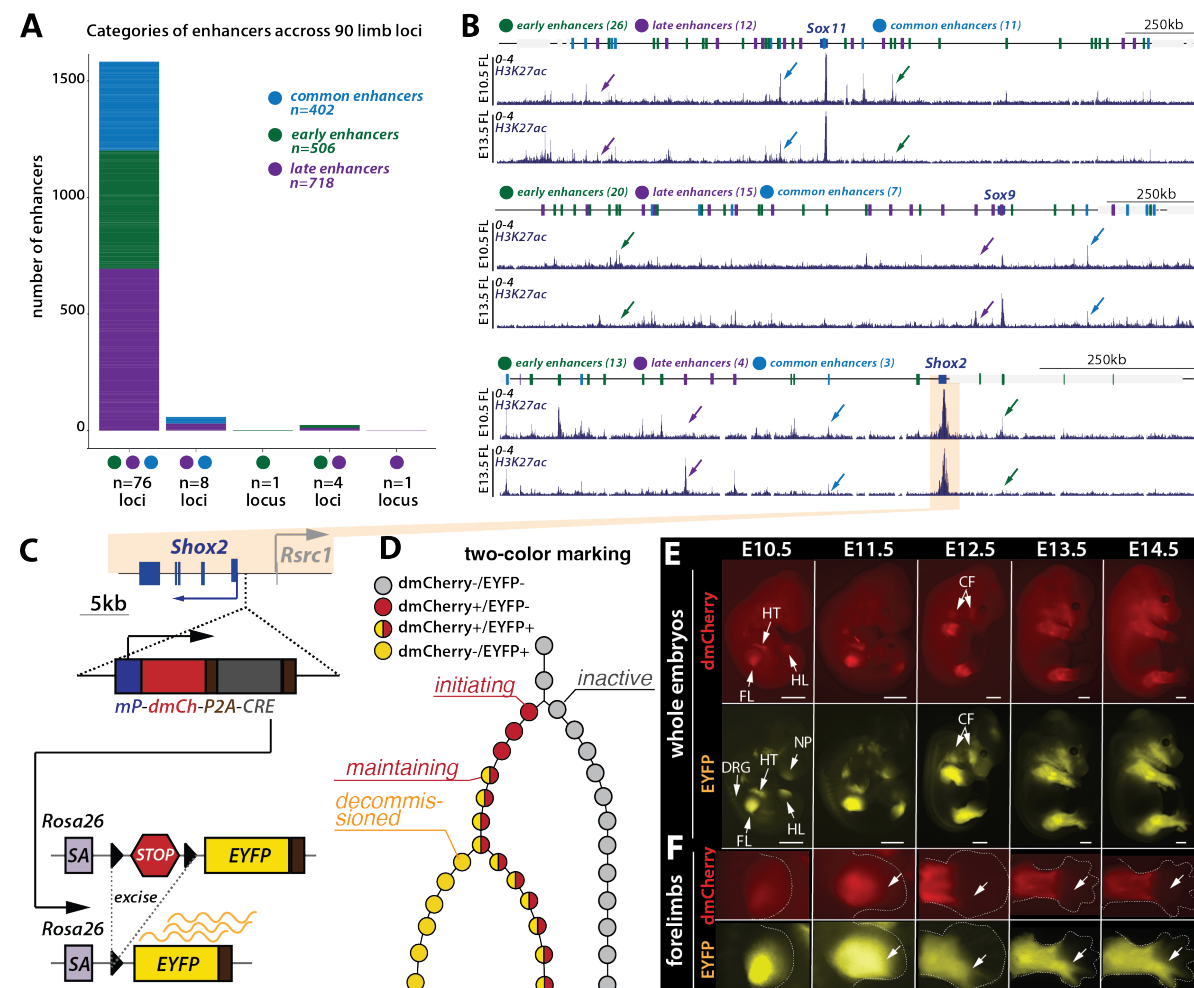 A
Categories of enhancers accross 90 limb loci
number of enhancers
1500
1000
500
0
common enhancers
n=402
early enhancers
n=506
late enhancers
n=718
n=76
loci
n=8
loci
n=1
locus
n=4
loci
n=1
locus
B
early enhancers (26)
late enhancers (12)
common enhancers (11)
250kb
Sox11
E10.5 FL
0-4
H3K27ac
E13.5 FL
0-4
H3K27ac
early enhancers (20)
late enhancers (15)
common enhancers (7)
250kb
Sox9
E10.5 FL
0-4
H3K27ac
E13.5 FL
0-4
H3K27ac
early enhancers (13)
late enhancers (4)
common enhancers (3)
250kb
Shox2
E10.5 FL
0-4
H3K27ac
E13.5 FL
0-4
H3K27ac
C
Shox2
Rsrc1
5kb
mP-dmCh-P2A-CRE
Rosa26
SA
STOP
EYFP
excise
Rosa26
SA
EYFP
D
two-color marking
dmCherry-/EYFP-
dmCherry+/EYFP-
dmCherry+/EYFP+
dmCherry-/EYFP+
initiating
inactive
maintaining
decommis-
sioned
E
E10.5
E11.5
E12.5
E13.5
E14.5
whole embryos
dmCherry
HT
FL
HL
CF
EYFP
DRG
HT
NP
FL
HL
CF
F
forelimbs
dmCherry
EYFP